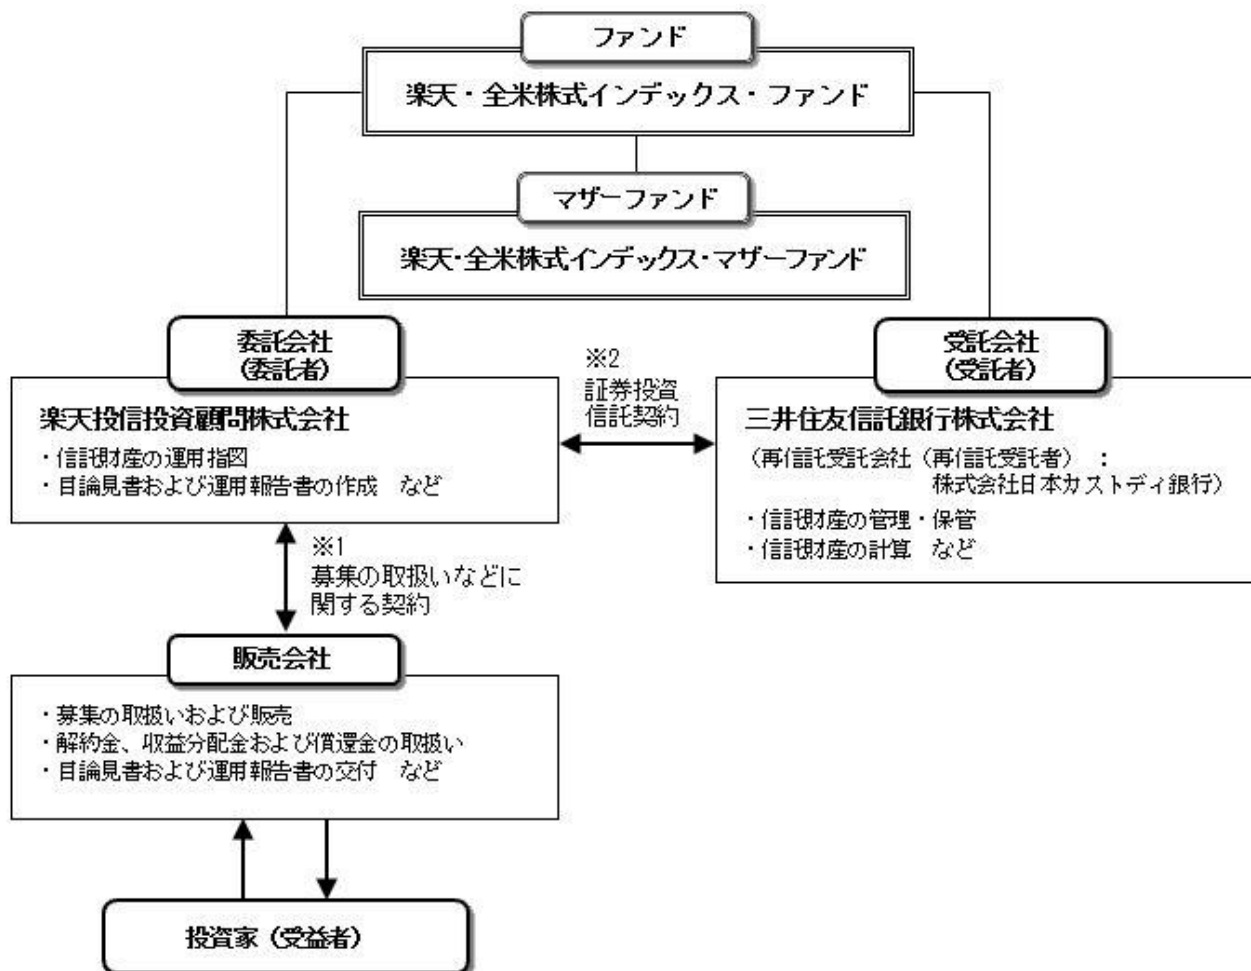 ファンド
楽天・全米株式インデックス・ファンド
マザーファンド
楽天・全米株式インデックス・マザーファンド
委託会社
(委託者)
楽天投信投資顧問株式会社
・信託財産の運用指図
・目論見書および運用報告書の作成 など
※2
証券投資
信託契約
受託会社
(受託者)
三井住友信託銀行株式会社
(再信託受託会社(再信託受託者) :
株式会社日本カストディ銀行)
・信託財産の管理・保管
・信託財産の計算 など
※1
募集の取扱いなどに
関する契約
販売会社
・募集の取扱いおよび販売
・解約金、収益分配金および償還金の取扱い
・目論見書および運用報告書の交付 など
投資家(受益者)